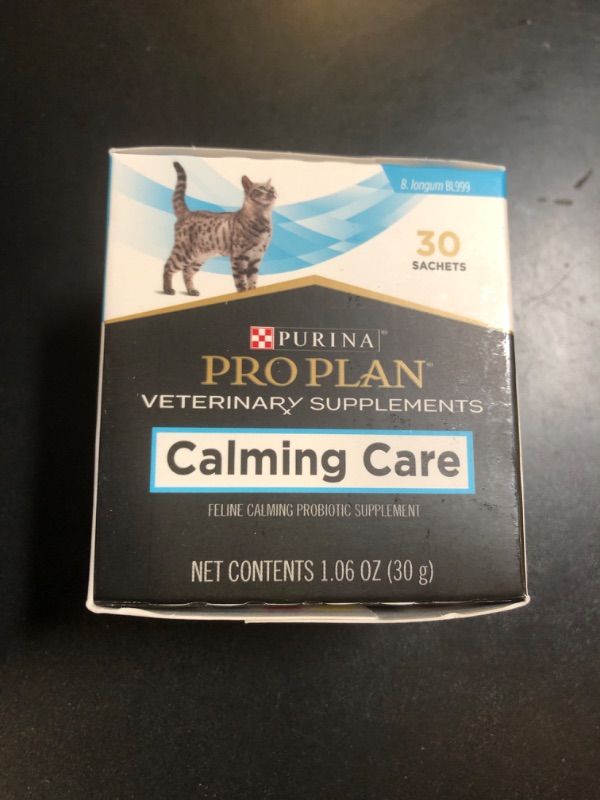 B. longum BL999
30
SACHETS
PURINA
PRO PLAN
VETERINARY SUPPLEMENTS
Calming Care
FELINE CALMING PROBIOTIC SUPPLEMENT
NET CONTENTS 1.06 OZ (30 g)